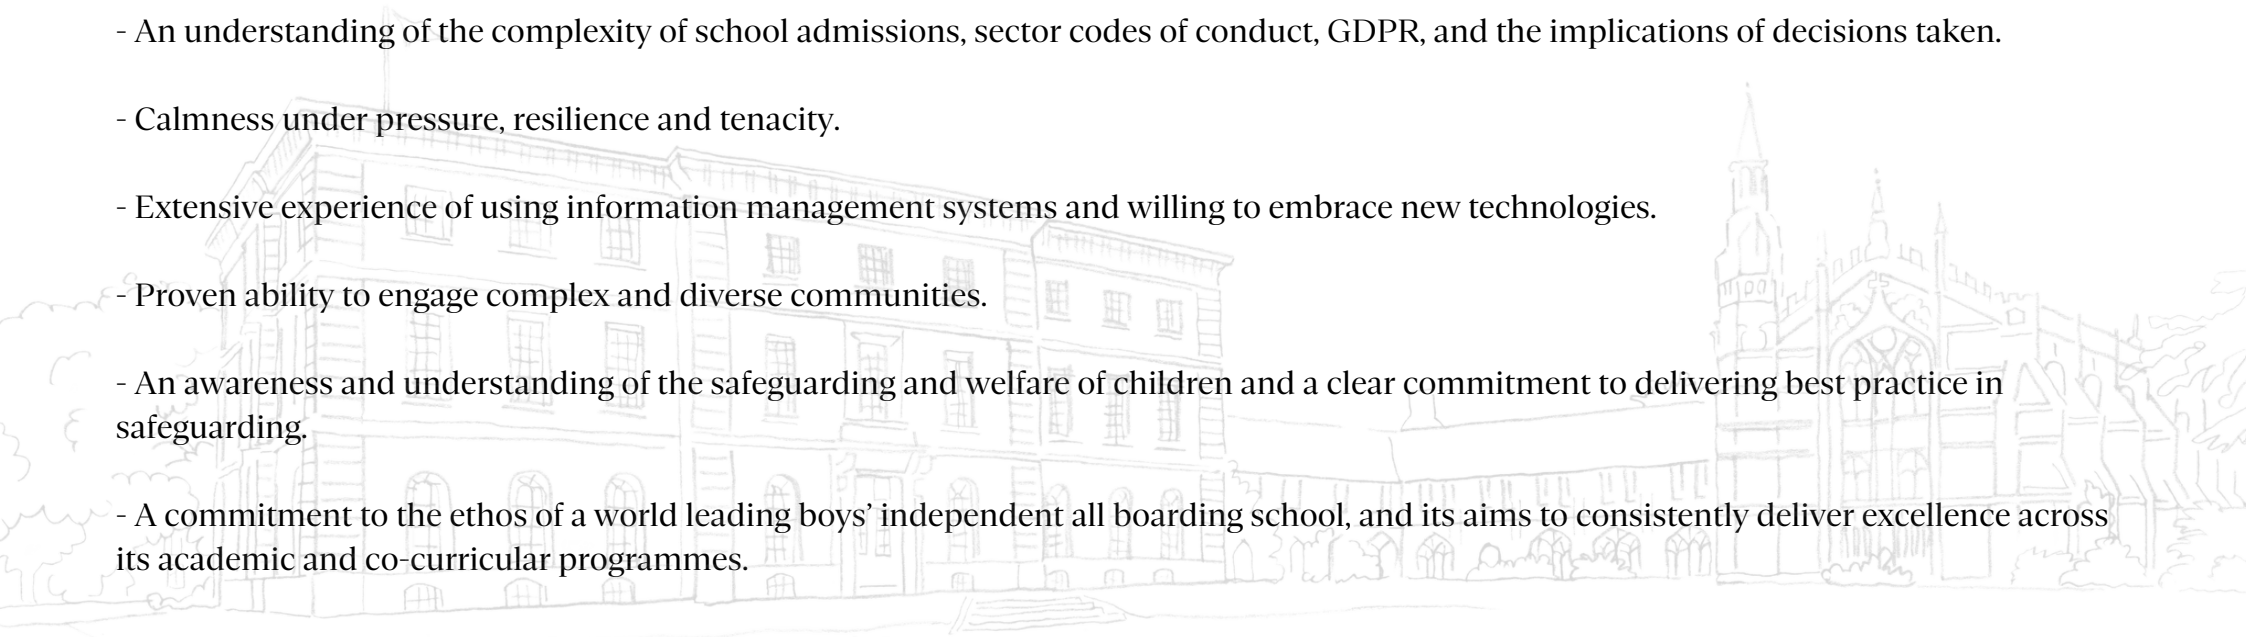 - An understanding of the complexity of school admissions, sector codes of conduct, GDPR, and the implications of decisions taken.
- Calmness under pressure, resilience and tenacity.
- Extensive experience of using information management systems and willing to embrace new technologies.
- Proven ability to engage complex and diverse communities.
- An awareness and understanding of the safeguarding and welfare of children and a clear commitment to delivering best practice in
safeguarding.
- A commitment to the ethos of a world leading boys’ independent all boarding school, and its aims to consistently deliver excellence across
its academic and co-curricular programmes.